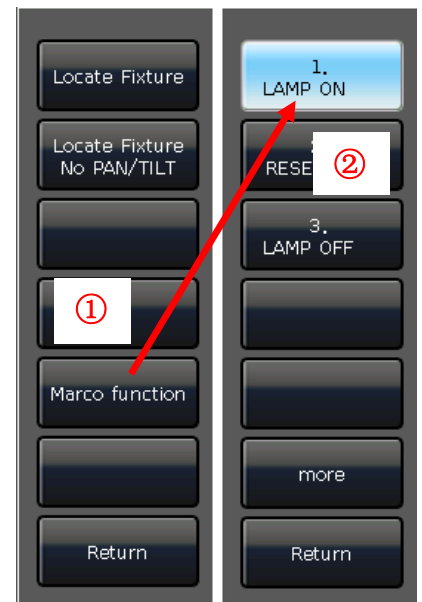 Locate Fixture
Locate Fixture
No PAN/TILT
①
Marco function
Return
1.
LAMP ON
②
RESE
3.
LAMP OFF
more
Return